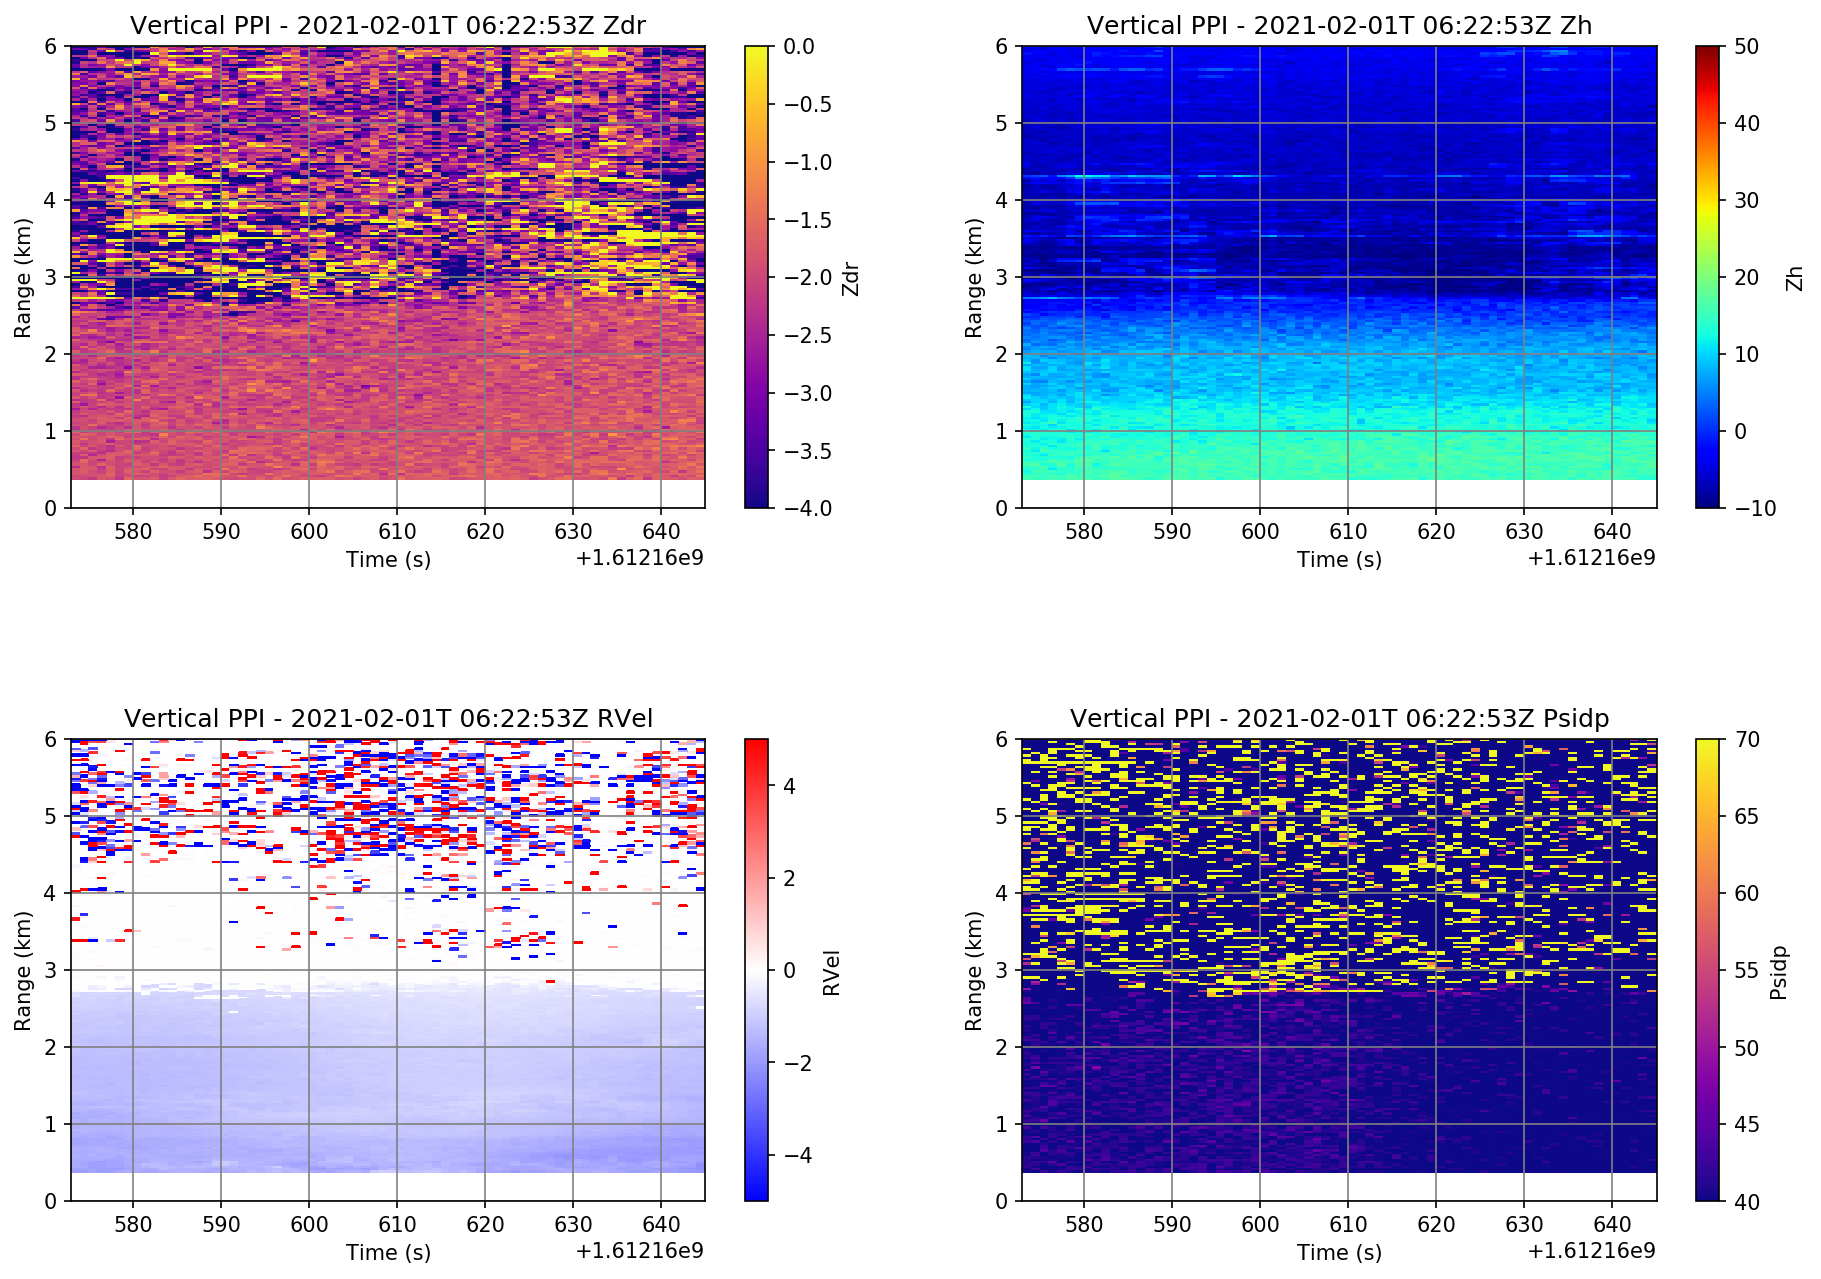 Vertical PPI - 2021-02-01T 06:22:53Z Zdr
6
5
4
3
2
1
0
Range (km)
580 590 600 610 620 630 640
Time (s)
+1.61216e9
0.0
−0.5
−1.0
−1.5
−2.0
−2.5
−3.0
−3.5
−4.0
Zdr
Vertical PPI - 2021-02-01T 06:22:53Z Zh
6
5
4
3
2
1
0
Range (km)
580 590 600 610 620 630 640
Time (s)
+1.61216e9
50
40
30
20
10
0
−10
Zh
Vertical PPI - 2021-02-01T 06:22:53Z RVel
6
5
4
3
2
1
0
Range (km)
580 590 600 610 620 630 640
Time (s)
+1.61216e9
4
2
0
−2
−4
RVel
Vertical PPI - 2021-02-01T 06:22:53Z Psidp
6
5
4
3
2
1
0
Range (km)
580 590 600 610 620 630 640
Time (s)
+1.61216e9
70
65
60
55
50
45
40
Psidp